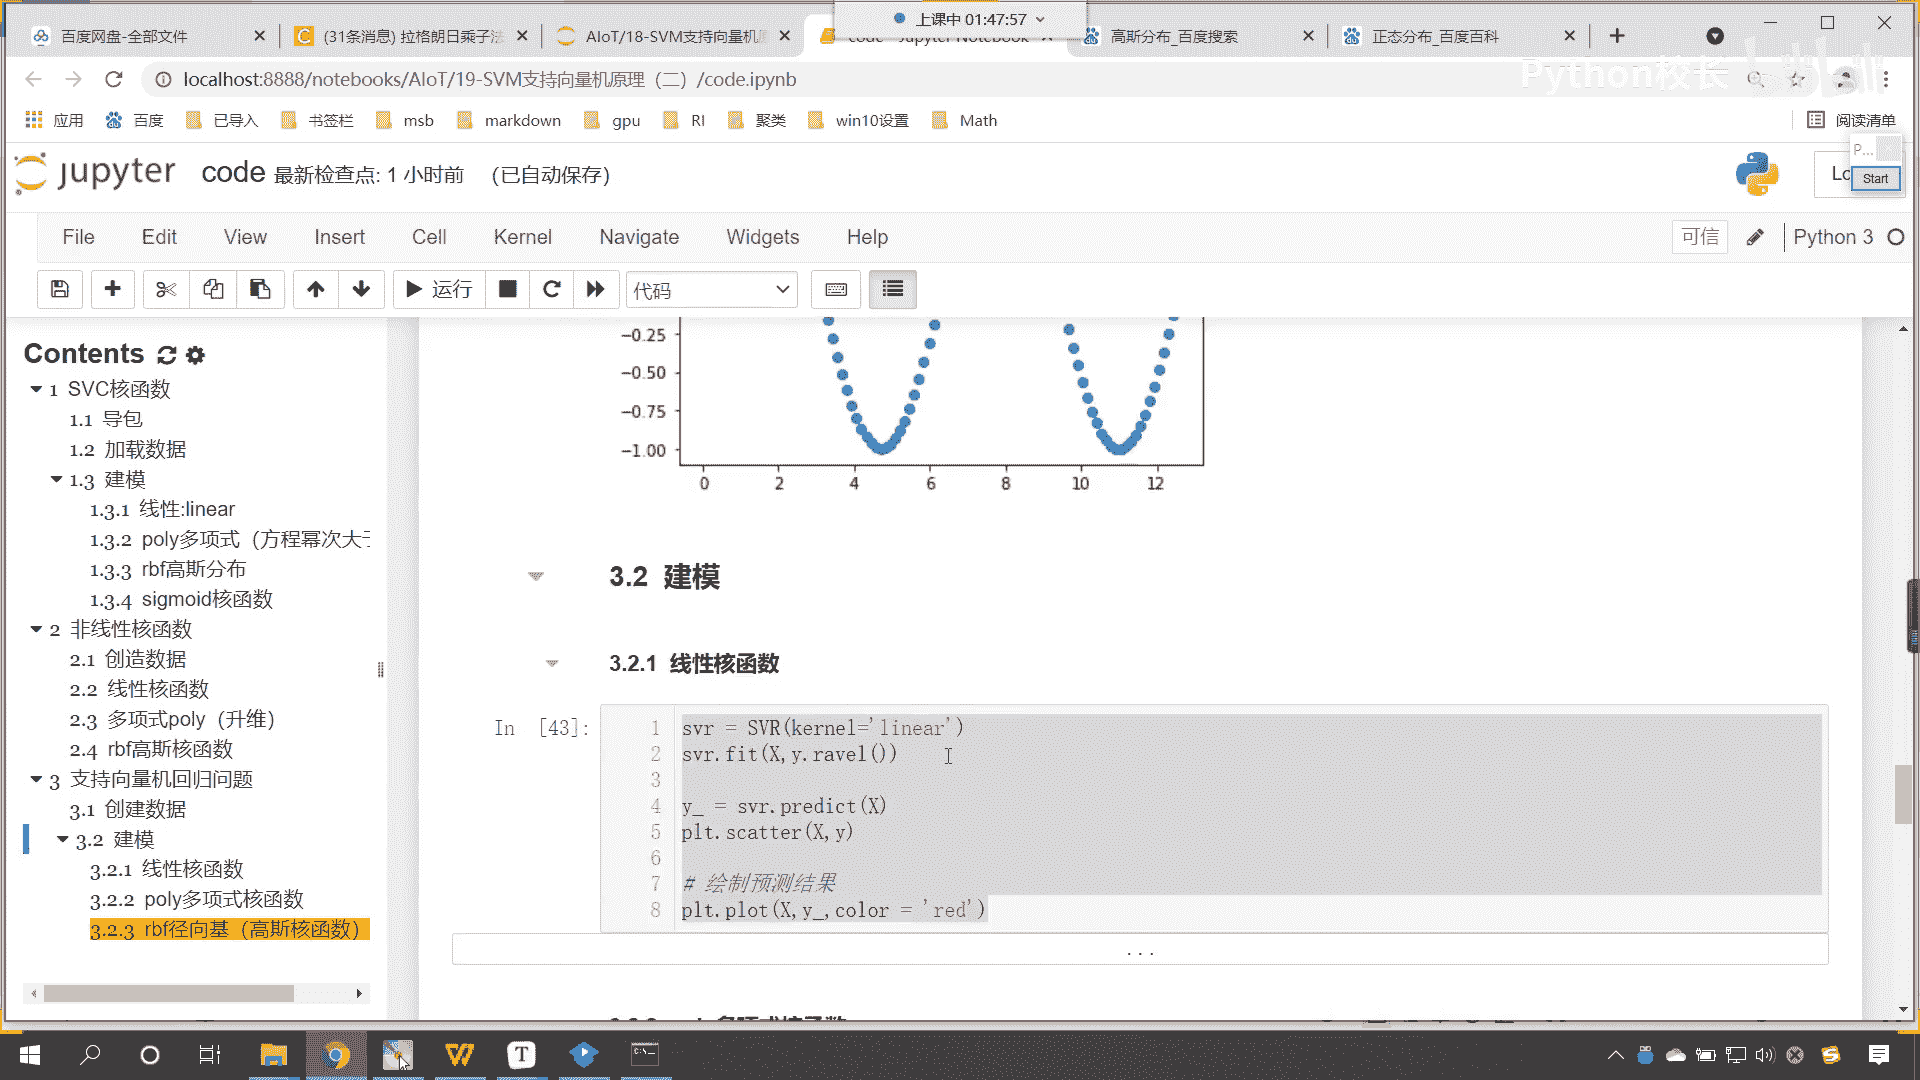 上课中 01:47:57
百度网盘-全部文件
(31条消息) 拉格朗日乘子法
AIoT/18-SVM支持向量机原
code - Jupyter Notebook
高斯分布_百度搜索
正态分布_百度百科
localhost:8888/notebooks/AIoT/19-SVM支持向量机原理（二）/code.ipynb
Python校长
应用
百度
已导入
书签栏
msb
markdown
gpu
RI
聚类
win10设置
Math
阅读清单
P...
Start
jupyter
code 最新检查点: 1 小时前 (已自动保存)
File Edit View Insert Cell Kernel Navigate Widgets Help
可信
Python 3
运行
代码
Contents
1 SVC核函数
1.1 导包
1.2 加载数据
1.3 建模
1.3.1 线性:linear
1.3.2 poly多项式（方程幂次大于
1.3.3 rbf高斯分布
1.3.4 sigmoid核函数
2 非线性核函数
2.1 创造数据
2.2 线性核函数
2.3 多项式poly（升维）
2.4 rbf高斯核函数
3 支持向量机回归问题
3.1 创建数据
3.2 建模
3.2.1 线性核函数
3.2.2 poly多项式核函数
3.2.3 rbf径向基（高斯核函数）
−0.25
−0.50
−0.75
−1.00
0 2 4 6 8 10 12
3.2 建模
3.2.1 线性核函数
In [43]:
1 svr = SVR(kernel='linear')
2 svr.fit(X,y.ravel())
3
4 y_ = svr.predict(X)
5 plt.scatter(X,y)
6
7 # 绘制预测结果
8 plt.plot(X,y_,color = 'red')
...